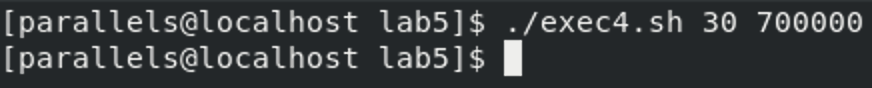 [parallels@localhost lab5]$ ./exec4.sh 30 700000
[parallels@localhost lab5]$